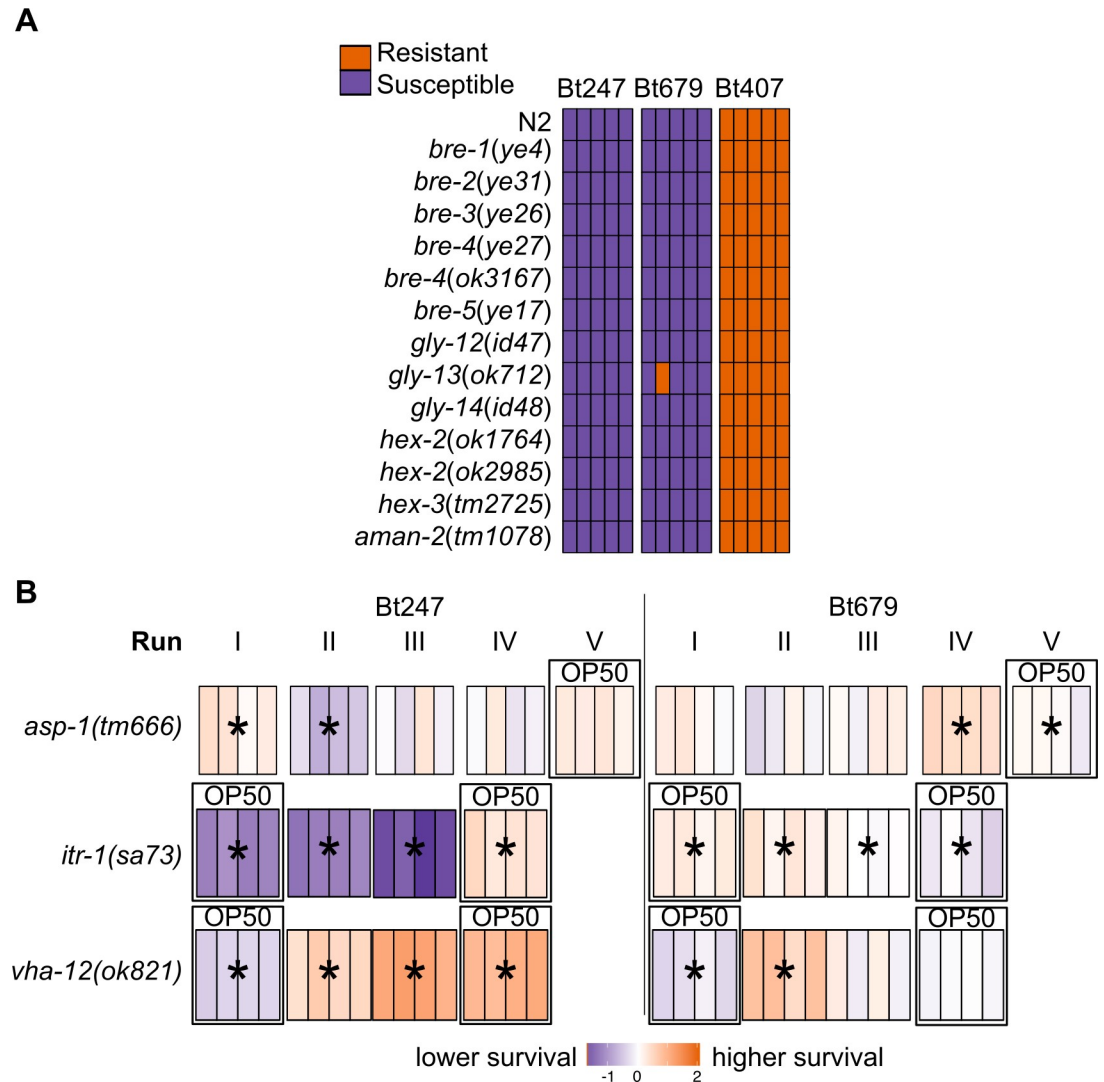 A
Resistant
Susceptible
Bt247 Bt679 Bt407
N2
bre-1(ye4)
bre-2(ye31)
bre-3(ye26)
bre-4(ye27)
bre-4(ok3167)
bre-5(ye17)
gly-12(id47)
gly-13(ok712)
gly-14(id48)
hex-2(ok1764)
hex-2(ok2985)
hex-3(tm2725)
aman-2(tm1078)
B
Bt247 Bt679
Run I II III IV V I II III IV V
OP50 OP50
asp-1(tm666) * * * *
OP50 OP50 OP50 OP50
itr-1(sa73) * * * * * * * *
OP50 OP50 OP50 OP50
vha-12(ok821) * * * * * *
lower survival higher survival
-1 0 2